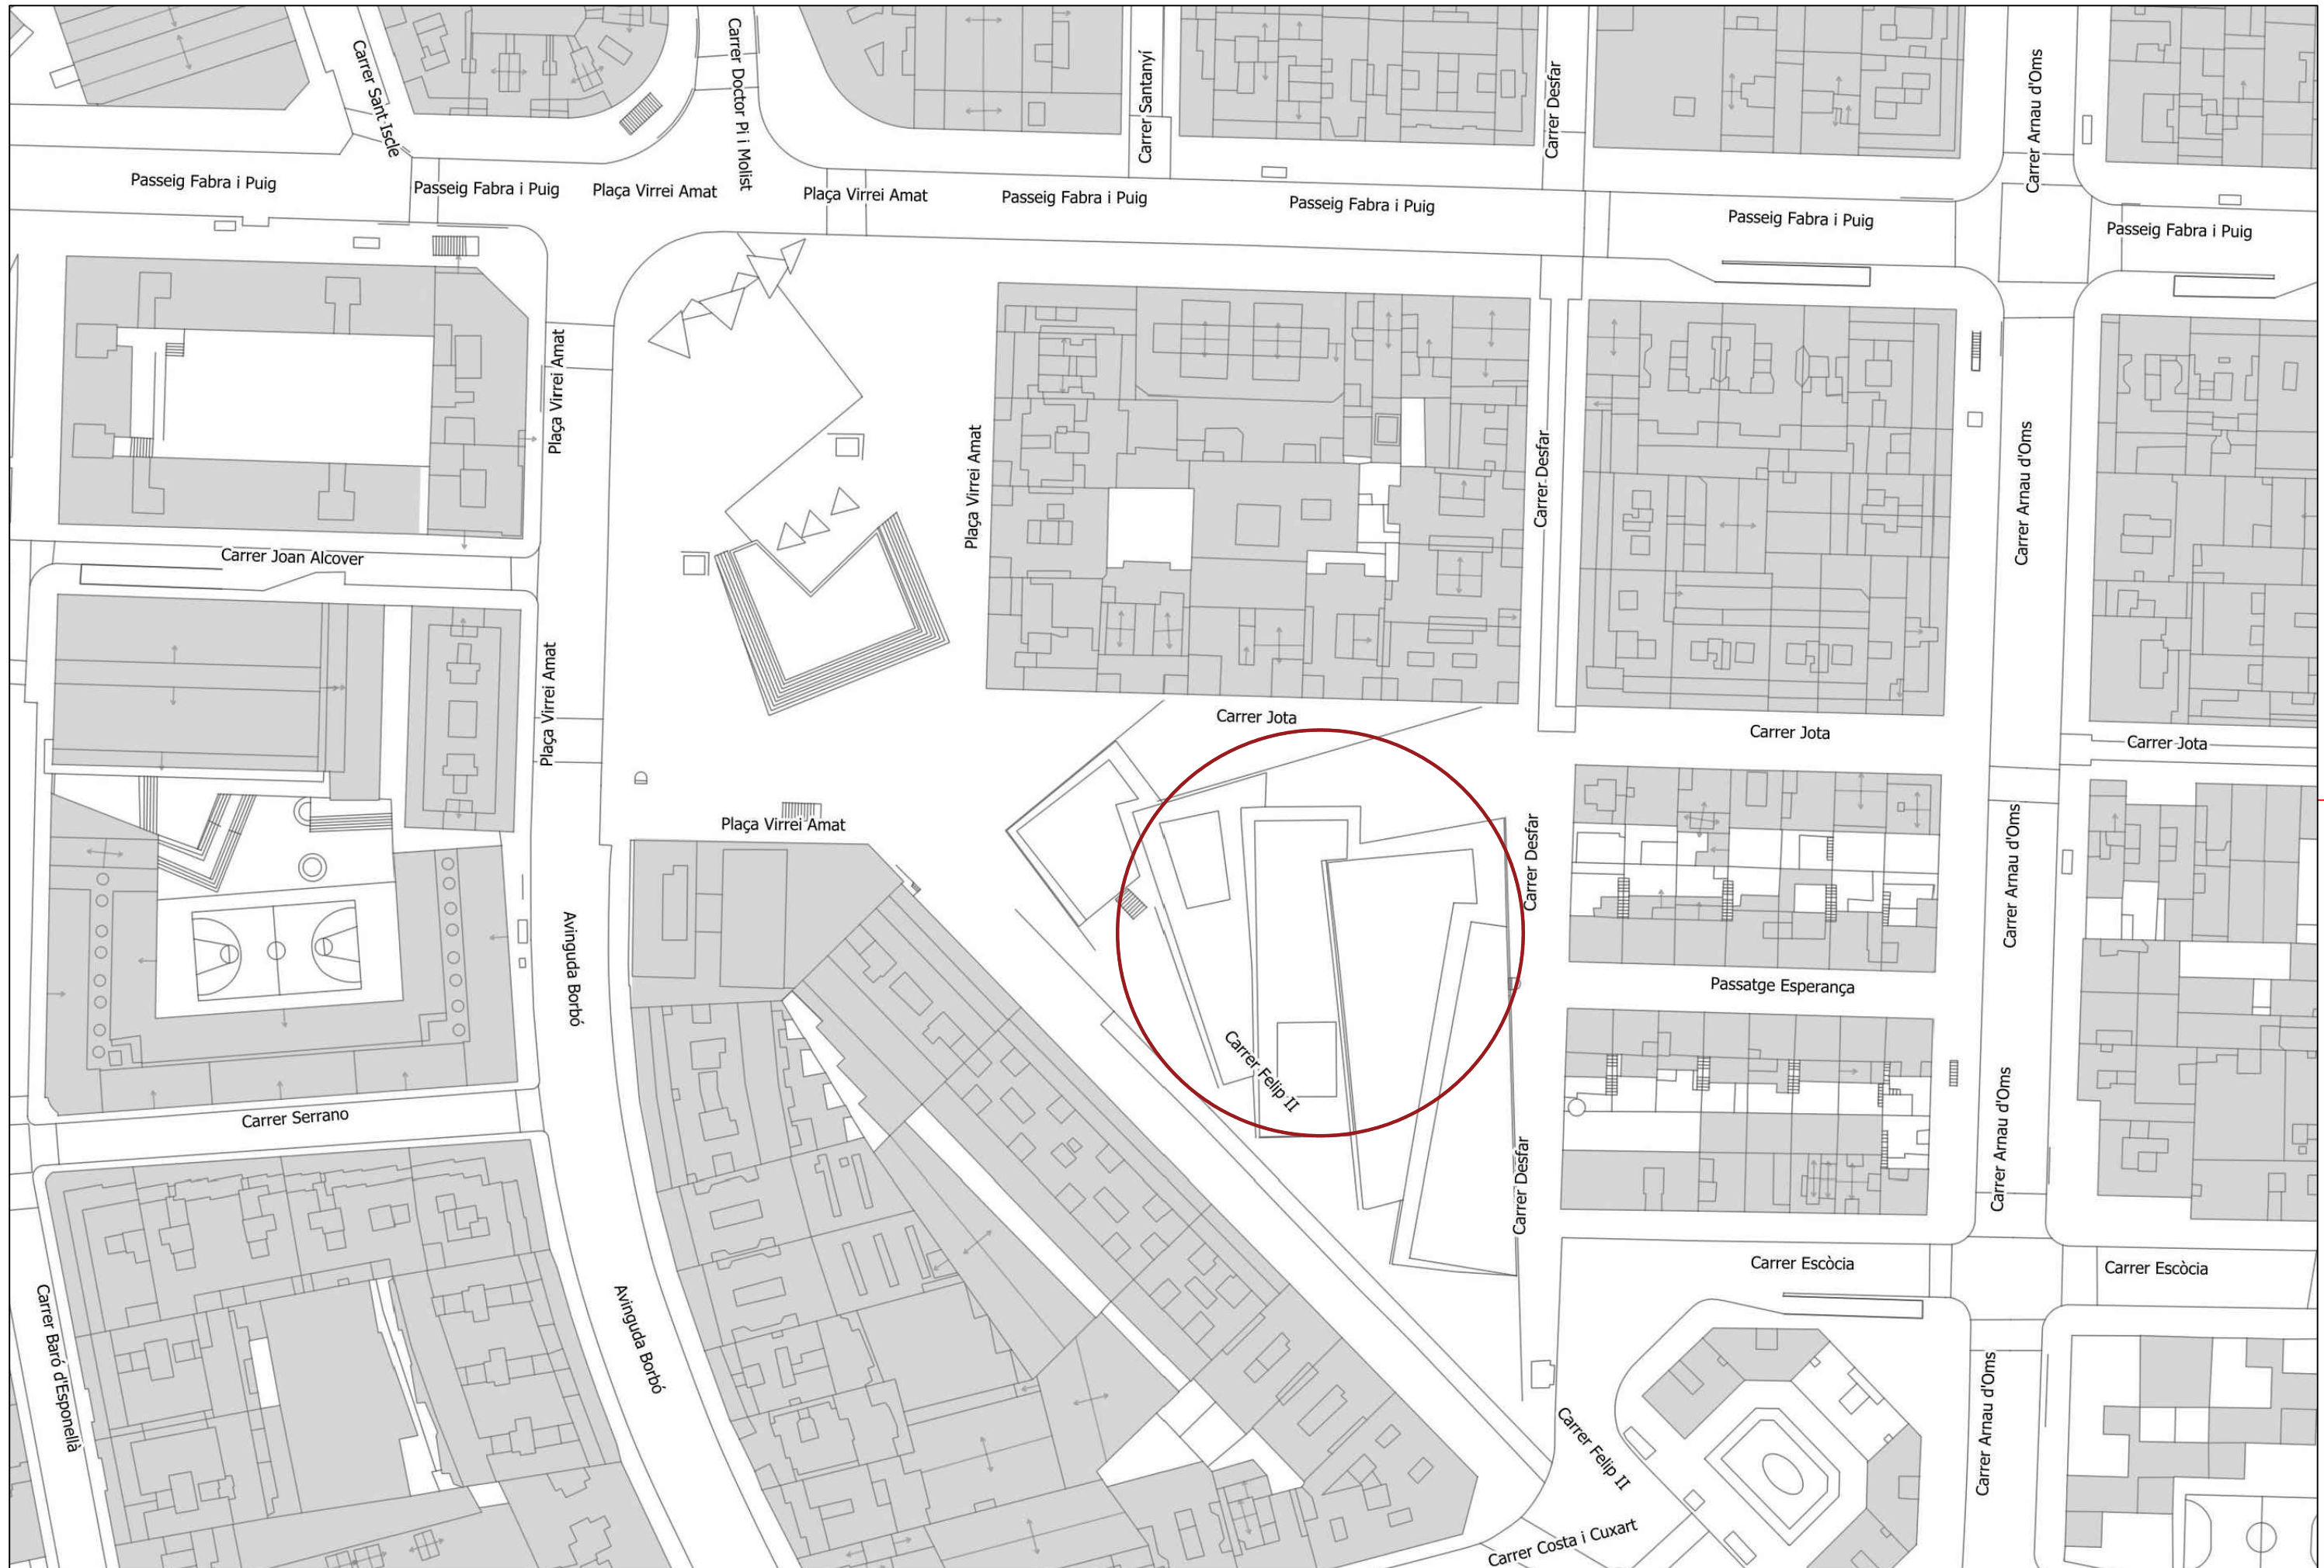 Carrer Sant Iscle
Carrer Doctor Pi i Molist
Carrer Santanyí
Carrer Desfar
Carrer Arnau d'Oms
Passeig Fabra i Puig
Passeig Fabra i Puig
Plaça Virrei Amat
Plaça Virrei Amat
Passeig Fabra i Puig
Passeig Fabra i Puig
Passeig Fabra i Puig
Passeig Fabra i Puig
Plaça Virrei Amat
Plaça Virrei Amat
Carrer Desfar
Carrer Arnau d'Oms
Carrer Joan Alcover
Plaça Virrei Amat
Carrer Jota
Carrer Jota
Carrer Jota
Plaça Virrei Amat
Carrer Desfar
Carrer Arnau d'Oms
Avinguda Borbó
Passatge Esperança
Carrer Felip II
Carrer Serrano
Carrer Desfar
Carrer Arnau d'Oms
Carrer Escòcia
Carrer Escòcia
Carrer Baró d'Esponellà
Avinguda Borbó
Carrer Felip II
Carrer Arnau d'Oms
Carrer Costa i Cuxart